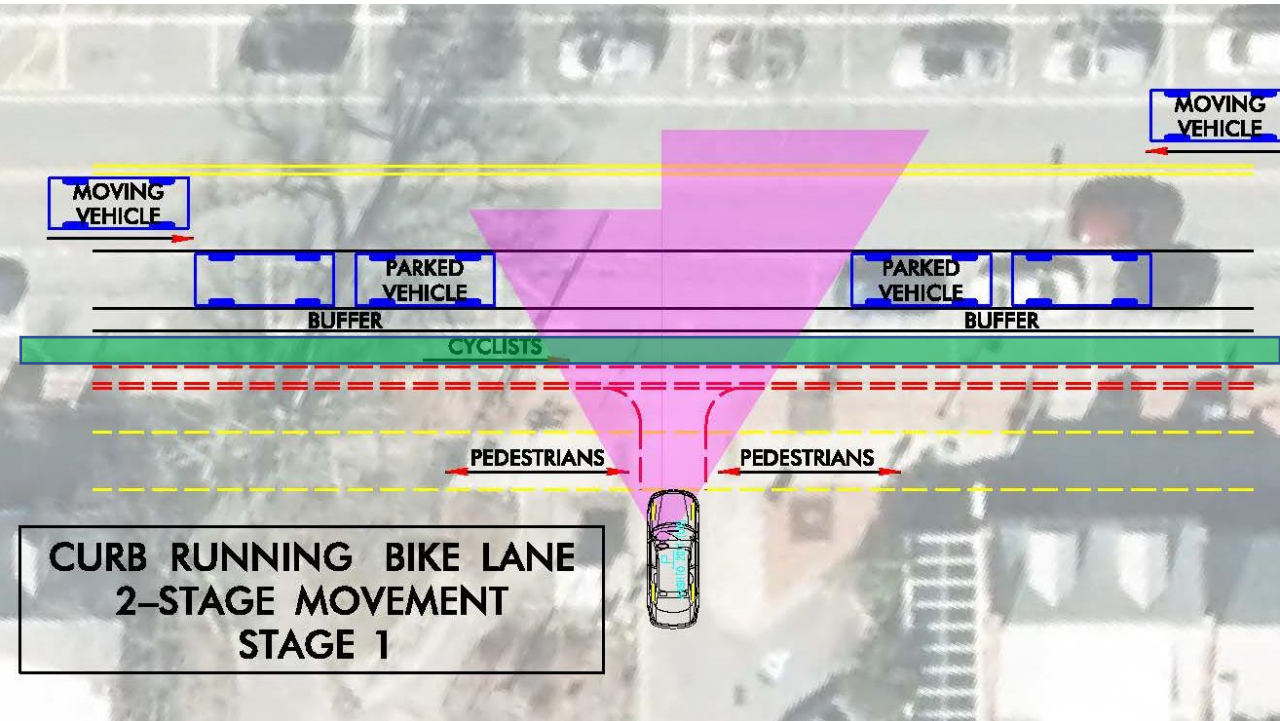 MOVING
VEHICLE
MOVING
VEHICLE
PARKED
VEHICLE
PARKED
VEHICLE
BUFFER
BUFFER
CYCLISTS
PEDESTRIANS
PEDESTRIANS
P
CURB RUNNING BIKE LANE
2–STAGE MOVEMENT
STAGE 1